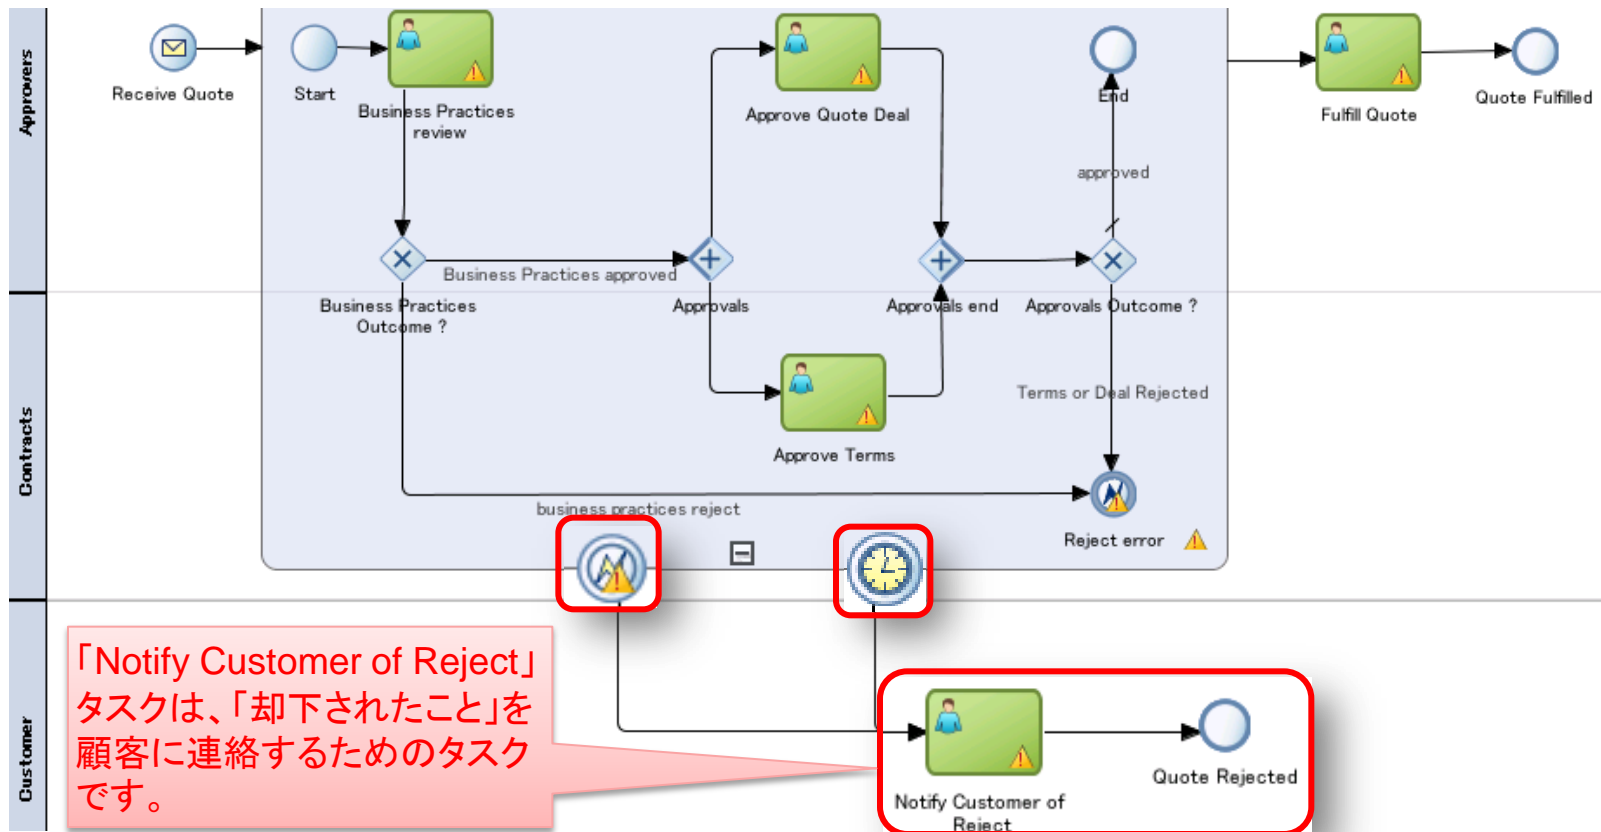 Approvers
Receive Quote
Start
Business Practices
review
Approve Quote Deal
End
Fulfill Quote
Quote Fulfilled
approved
Business Practices approved
Business Practices
Outcome ?
Approvals
Approvals end
Approvals Outcome ?
Contracts
Terms or Deal Rejected
Approve Terms
business practices reject
Reject error
Customer
「Notify Customer of Reject」
タスクは、「却下されたこと」を
顧客に連絡するためのタスク
です。
Notify Customer of
Reject
Quote Rejected